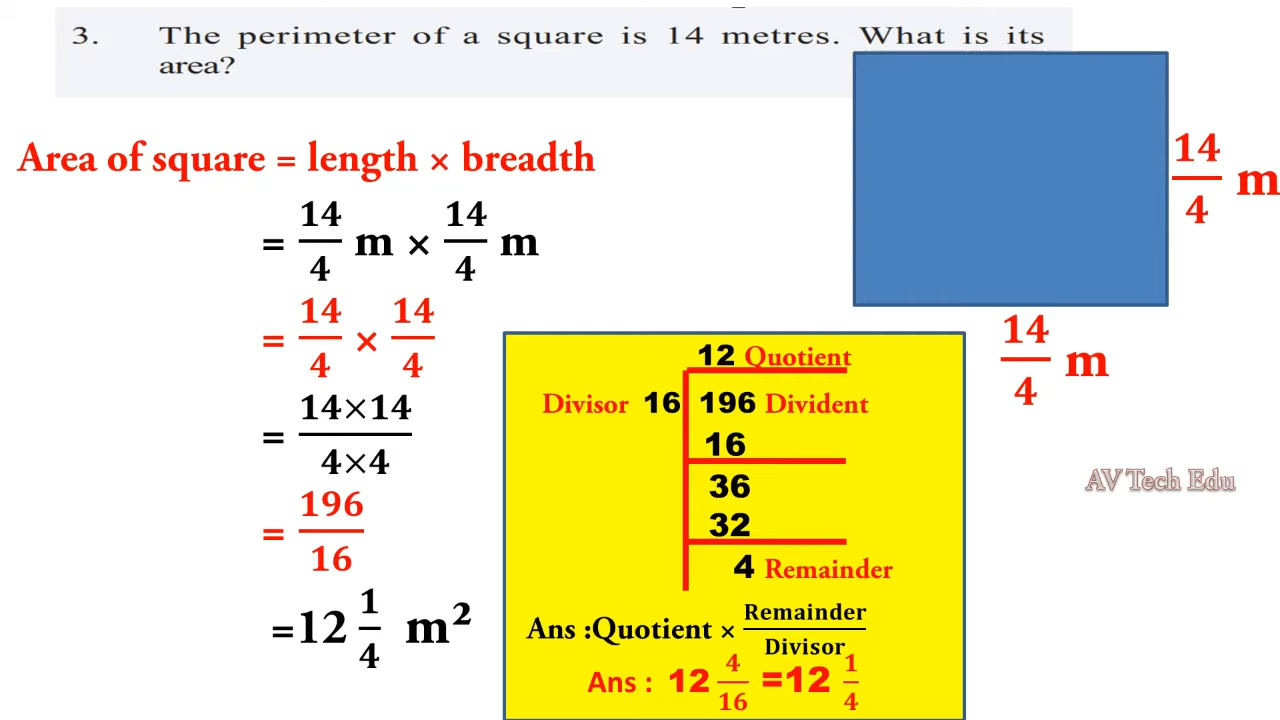 3. The perimeter of a square is 14 metres. What is its
area?
Area of square = length × breadth
= 14/4 m × 14/4 m
= 14/4 × 14/4
= 14×14/4×4
= 196/16
=12 1/4 m²
14/4 m
14/4 m
12 Quotient
Divisor 16 196 Divident
16
36
32
4 Remainder
Ans :Quotient × Remainder/Divisor
Ans : 12 4/16 =12 1/4
AV Tech Edu